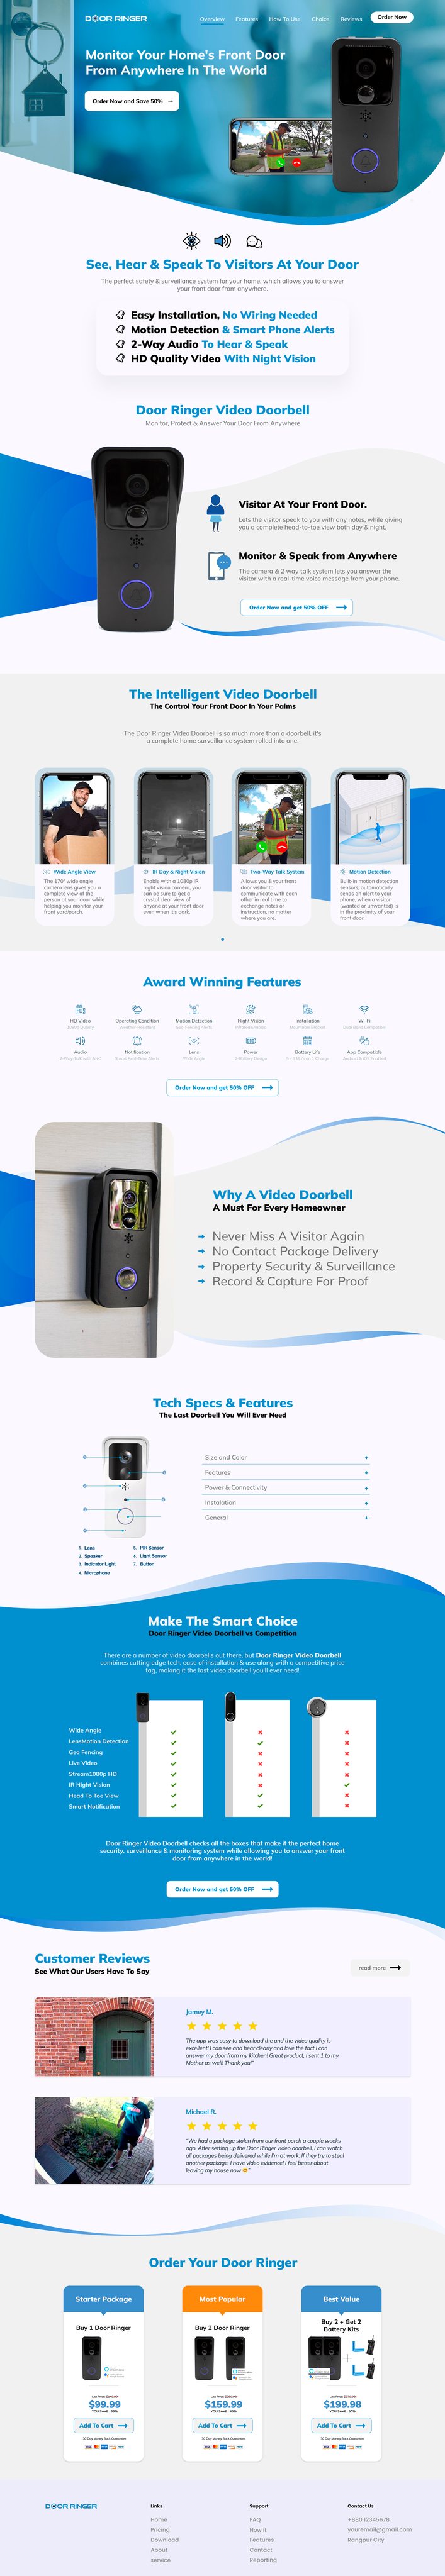 DOOR RINGER
Overview Features How To Use Choice Reviews Order Now
Monitor Your Home's Front Door
From Anywhere In The World
Order Now and Save 50%
See, Hear & Speak To Visitors At Your Door
The perfect safety & surveillance system for your home, which allows you to answer
your front door from anywhere.
Easy Installation, No Wiring Needed
Motion Detection & Smart Phone Alerts
2-Way Audio To Hear & Speak
HD Quality Video With Night Vision
Door Ringer Video Doorbell
Monitor, Protect & Answer Your Door From Anywhere
Visitor At Your Front Door.
Lets the visitor speak to you with any notes, while giving
you a complete head-to-toe view both day & night.
Monitor & Speak from Anywhere
The camera & 2 way talk system lets you answer the
visitor with a real-time voice message from your phone.
Order Now and get 50% OFF
The Intelligent Video Doorbell
The Control Your Front Door In Your Palms
The Door Ringer Video Doorbell is so much more than a doorbell, it's
a complete home surveillance system rolled into one.
Wide Angle View
The 170° wide angle
camera lens gives you a
complete view of the
person at your door while
helping you monitor your
front yard/porch.
IR Day & Night Vision
Enable with a 1080p IR
night vision camera, you
can be sure to get a
crystal clear view of
anyone at your front door
even when it's dark.
Two-Way Talk System
Allows you & your front
door visitor to
communicate with each
other in real time to
exchange notes or
instruction, no matter
where you are.
Motion Detection
Built-in motion detection
sensors, automatically
sends an alert to your
phone, when a visitor
(wanted or unwanted) is
in the proximity of your
front door.
Award Winning Features
HD Video Operating Condition Motion Detection Night Vision Installation Wi Fi
Audio Notification Lens Power Battery Life App Compatible
Order Now and get 50% OFF
Why A Video Doorbell
A Must For Every Homeowner
Never Miss A Visitor Again
No Contact Package Delivery
Property Security & Surveillance
Record & Capture For Proof
Tech Specs & Features
The Last Doorbell You Will Ever Need
Size and Color +
Features +
Power & Connectivity +
Instalation +
General +
1. Lens
2. Speaker
3. Indicator Light
4. Microphone
5. PIR Sensor
6. Light Sensor
7. Button
Make The Smart Choice
Door Ringer Video Doorbell vs Competition
There are a number of video doorbells out there, but Door Ringer Video Doorbell
combines cutting edge tech, ease of installation & use along with a competitive price
tag, making it the last video doorbell you'll ever need!
Wide Angle
LensMotion Detection
Geo Fencing
Live Video
Stream1080p HD
IR Night Vision
Head To Toe View
Smart Notification
Door Ringer Video Doorbell checks all the boxes that make it the perfect home
security, surveillance & monitoring system while allowing you to answer your front
door from anywhere in the world!
Order Now and get 50% OFF
Customer Reviews
See What Our Users Have To Say
read more
Jamey M.
The app was easy to download tbe and the video quality is
excellent! I can see and hear clearly and love the fact I can
answer my door from my kitchen! Great product, I sent 1 to my
Mother as well! Thank you!"
Michael R.
"We had a package stolen from our front porch a couple weeks
ago. After setting up the Door Ringer video doorbell, I can watch
all packages being delivered while I'm at work. If they try to steal
another package, I have video evidence! I feel better about
leaving my house now 😊"
Order Your Door Ringer
Starter Package
Buy 1 Door Ringer
$99.99
YOU SAVE : 50%
Add To Cart
30 Day Money Back Guarantee
Most Popular
Buy 2 Door Ringer
$159.99
YOU SAVE : 60%
Add To Cart
30 Day Money Back Guarantee
Best Value
Buy 2 + Get 2
Battery Kits
$199.98
Add To Cart
30 Day Money Back Guarantee
DOOR RINGER
Links
Home
Pricing
Download
About
service
Support
FAQ
How it
Features
Contact
Reporting
Contact Us
+880 12345678
youremail@gmail.com
Rangpur City